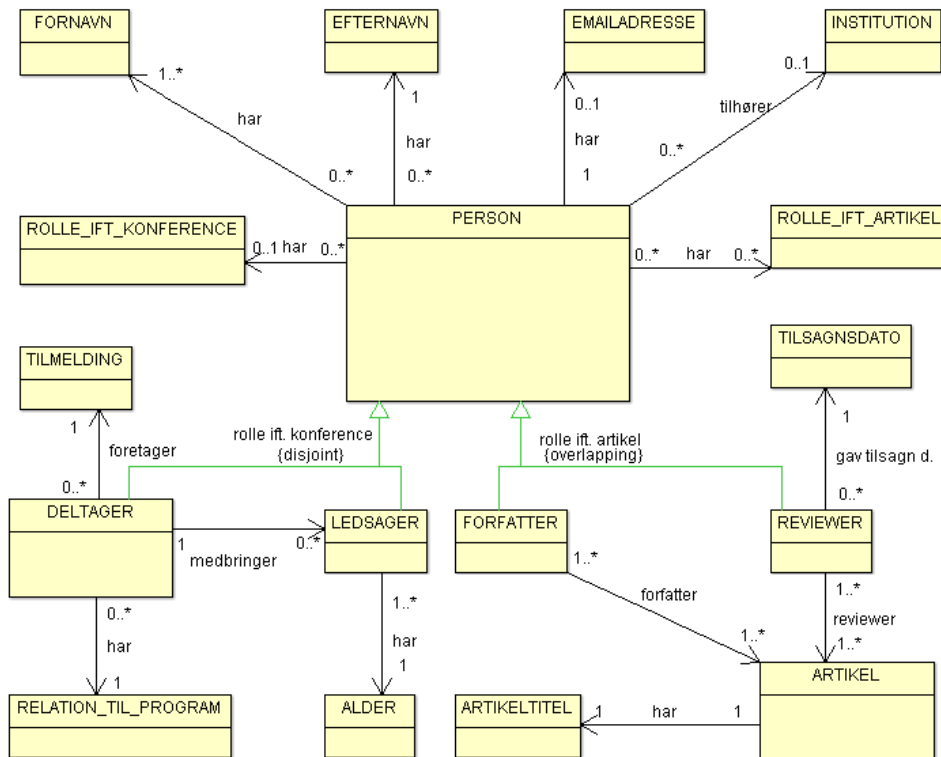 FORNAVN
EFTERNAVN
EMAILADRESSE
INSTITUTION
1..*
1
0..1
0..1
har
har
har
tilhører
0..*
0..*
1
0..*
PERSON
ROLLE_IFT_KONFERENCE
0..1 har 0..*
ROLLE_IFT_ARTIKEL
0..* har 0..*
TILMELDING
TILSAGNSDATO
1
foretager
0..*
rolle ift. konference
{disjoint}
rolle ift. artikel
{overlapping}
1
gav tilsagn d.
0..*
DELTAGER
LEDSAGER
FORFATTER
REVIEWER
1
medbringer
0..*
0..*
har
1
1..*
har
1
1..*
forfatter
1..*
1..*
reviewer
1..*
RELATION_TIL_PROGRAM
ALDER
ARTIKELTITEL
1 har 1
ARTIKEL